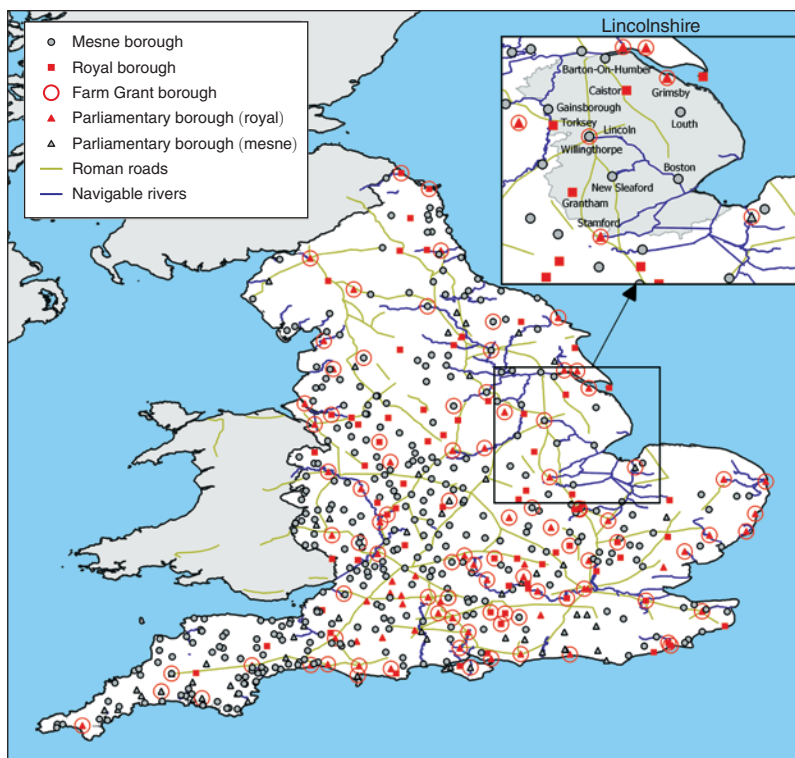 Mesne borough
Royal borough
Farm Grant borough
Parliamentary borough (royal)
Parliamentary borough (mesne)
Roman roads
Navigable rivers
Lincolnshire
Barton-On-Humber
Caistor
Grimsby
Gainsborough
Louth
Torksey
Lincoln
Willingthorpe
Boston
New Sleaford
Grantham
Stamford